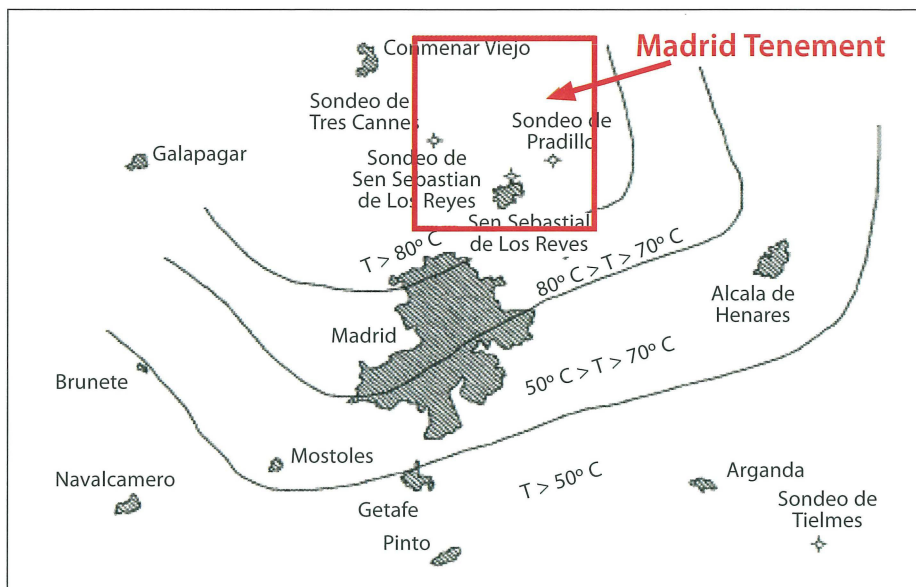 Conmenar Viejo
Madrid Tenement
Sondeo de
Tres Cannes
Sondeo de
Pradillo
Galapagar
Sondeo de
Sen Sebastian
de Los Reyes
Sen Sebastial
de Los Reves
T > 80° C
80° C > T > 70° C
Alcala de
Henares
Madrid
50° C > T > 70° C
Brunete
Mostoles
Navalcamero
Getafe
T > 50° C
Arganda
Sondeo de
Tielmes
Pinto